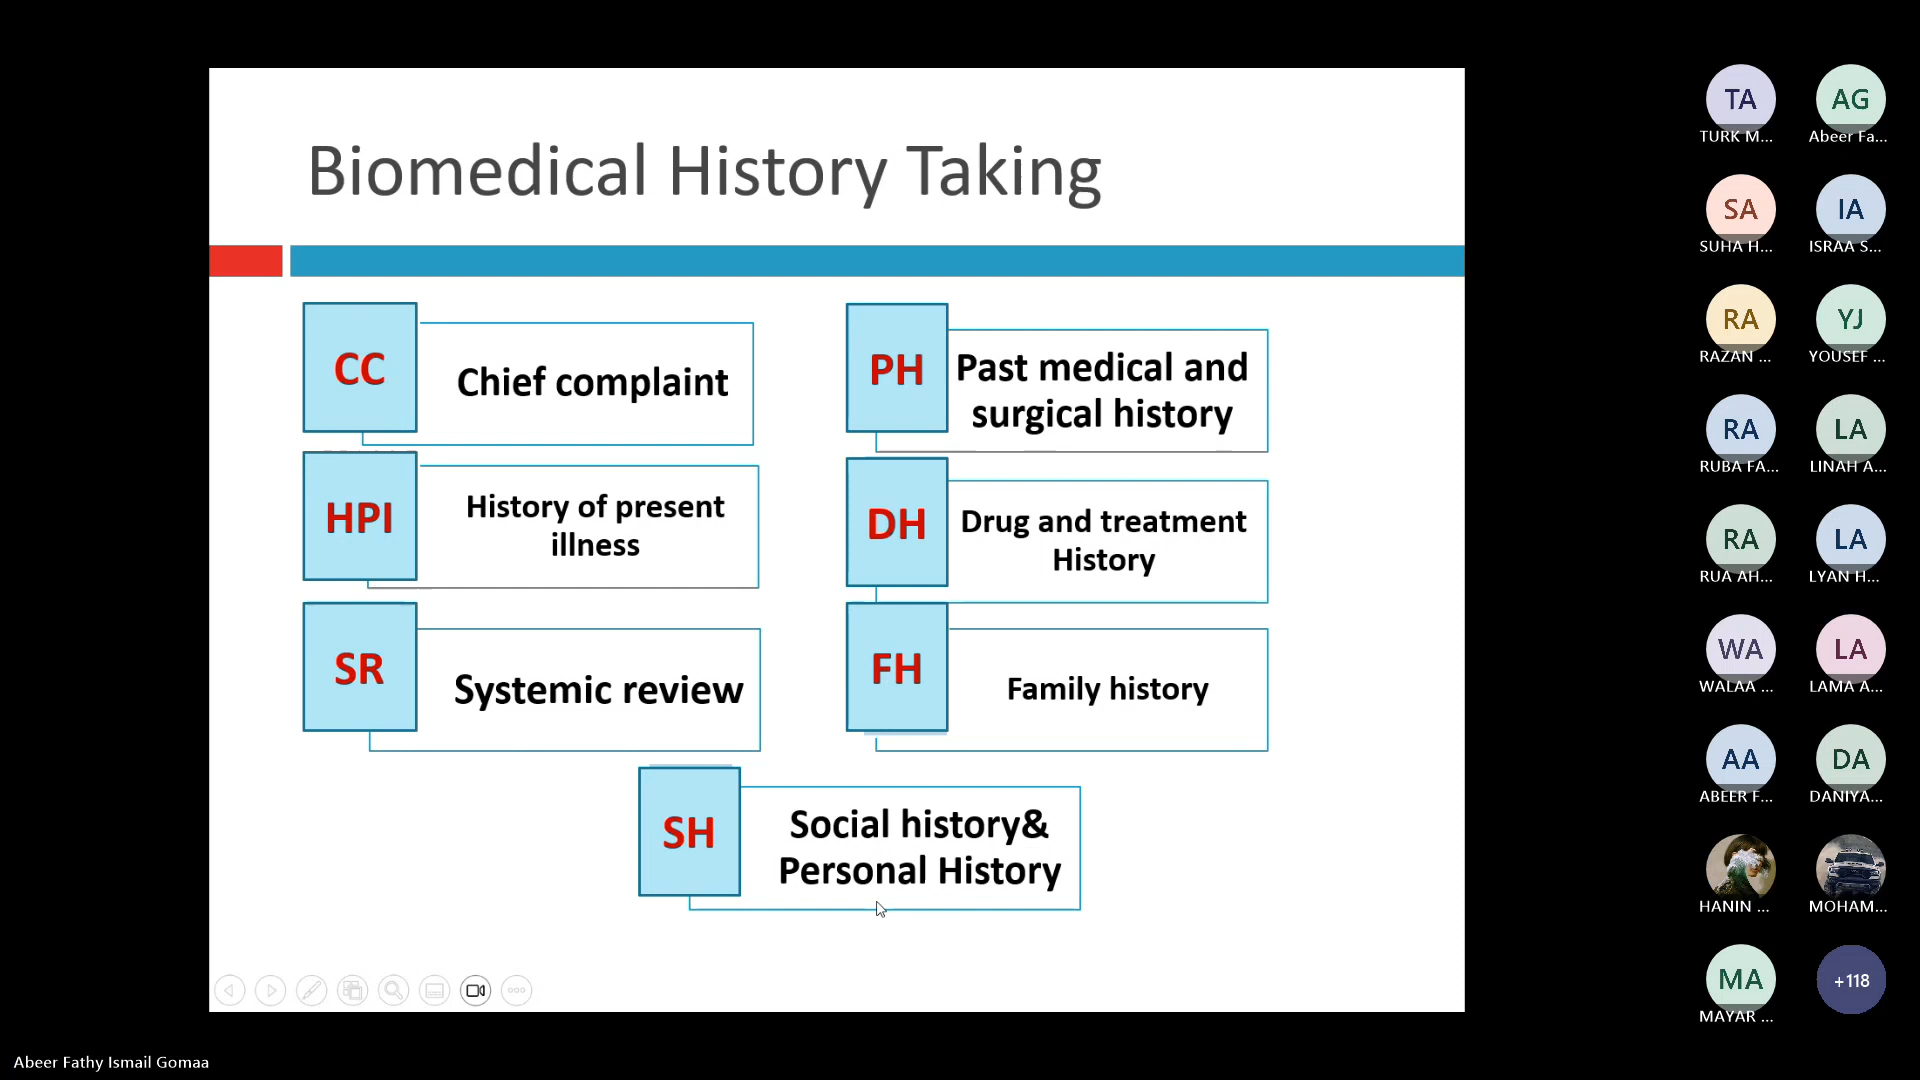 Biomedical History Taking
CC
Chief complaint
HPI
History of present
illness
SR
Systemic review
PH
Past medical and
surgical history
DH
Drug and treatment
History
FH
Family history
SH
Social history&
Personal History
TA
TURK M...
AG
Abeer Fa...
SA
SUHA H...
IA
ISRAA S...
RA
RAZAN ...
YJ
YOUSEF ...
RA
RUBA FA...
LA
LINAH A...
RA
RUA AH...
LA
LYAN H...
WA
WALAA ...
LA
LAMA A...
AA
ABEER F...
DA
DANIYA...
HANIN ...
MOHAM...
MA
MAYAR ...
+118
Abeer Fathy Ismail Gomaa